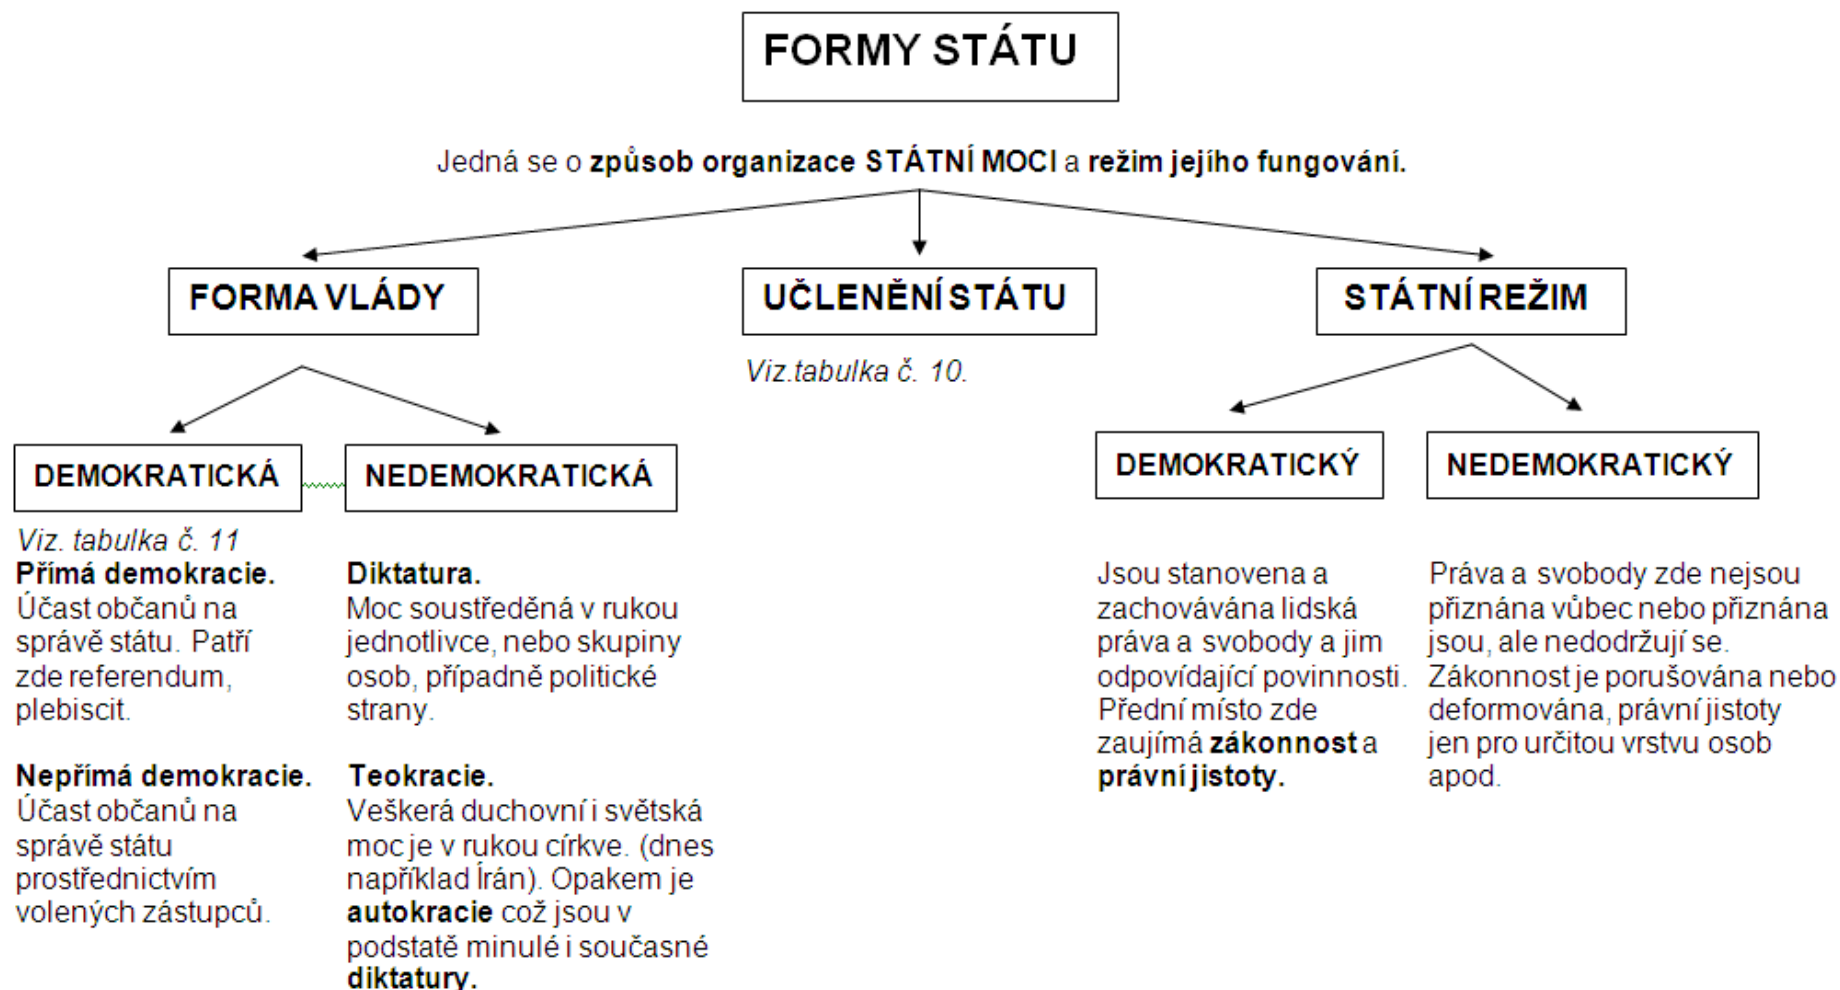 FORMY STÁTU
Jedná se o způsob organizace STÁTNÍ MOCI a režim jejího fungování.
FORMA VLÁDY
UČLENĚNÍ STÁTU
STÁTNÍ REŽIM
Viz.tabulka č. 10.
DEMOKRATICKÁ
NEDEMOKRATICKÁ
DEMOKRATICKÝ
NEDEMOKRATICKÝ
Viz. tabulka č. 11
Přímá demokracie.
Účast občanů na
správě státu. Patří
zde referendum,
plebiscit.
Nepřímá demokracie.
Účast občanů na
správě státu
prostřednictvím
volených zástupců.
Diktatura.
Moc soustředěná v rukou
jednotlivce, nebo skupiny
osob, případně politické
strany.
Teokracie.
Veškerá duchovní i světská
moc je v rukou církve. (dnes
například Írán). Opakem je
autokracie což jsou v
podstatě minulé i současné
diktatury.
Jsou stanovena a
zachovávána lidská
práva a svobody a jim
odpovídající povinnosti.
Přední místo zde
zaujímá zákonnost a
právní jistoty.
Práva a svobody zde nejsou
přiznána vůbec nebo přiznána
jsou, ale nedodržují se.
Zákonnost je porušována nebo
deformována, právní jistoty
jen pro určitou vrstvu osob
apod.